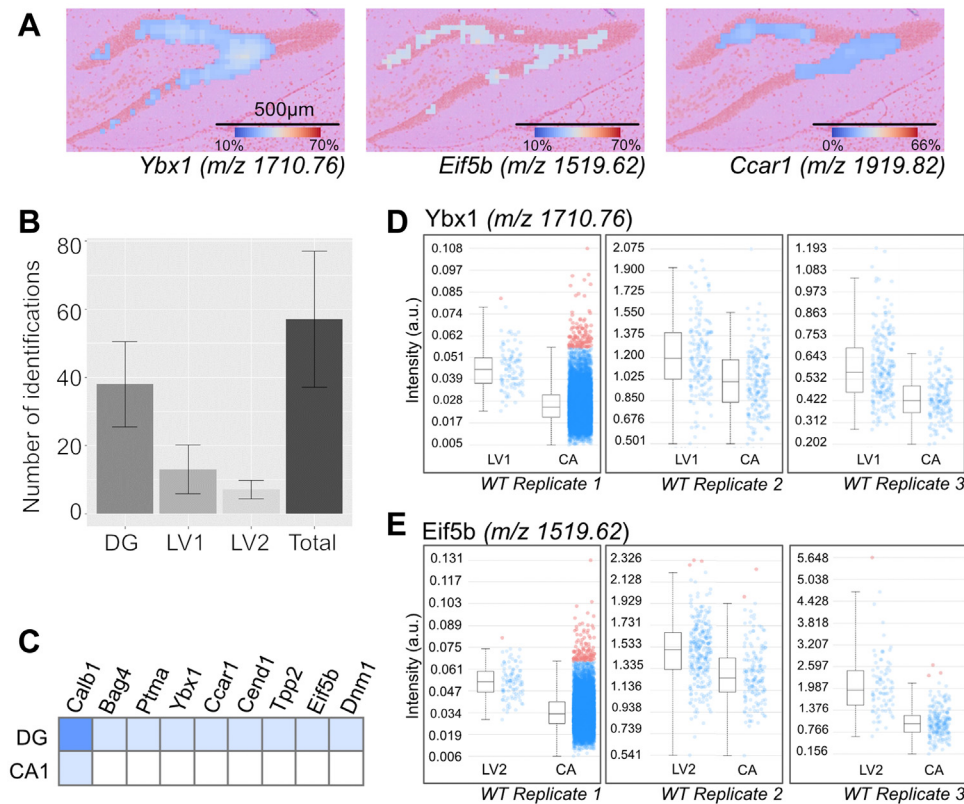 A
500µm
10% 70%
Ybx1 (m/z 1710.76)
10% 70%
Eif5b (m/z 1519.62)
0% 66%
Ccar1 (m/z 1919.82)
B
Number of identifications
80
60
40
20
0
DG LV1 LV2 Total
C
Calb1 Bag4 Ptma Ybx1 Ccar1 Cend1 Tpp2 Eif5b Dnm1
DG
CA1
D Ybx1 (m/z 1710.76)
Intensity (a.u.)
0.108
0.097
0.085
0.074
0.062
0.051
0.039
0.028
0.017
0.005
LV1 CA
WT Replicate 1
2.075
1.900
1.725
1.550
1.375
1.200
1.025
0.850
0.676
0.501
LV1 CA
WT Replicate 2
1.193
1.083
0.973
0.863
0.753
0.643
0.532
0.422
0.312
0.202
LV1 CA
WT Replicate 3
E Eif5b (m/z 1519.62)
Intensity (a.u.)
0.131
0.117
0.103
0.089
0.075
0.061
0.047
0.034
0.019
0.006
LV2 CA
WT Replicate 1
2.326
2.128
1.929
1.731
1.533
1.335
1.136
0.938
0.739
0.541
LV2 CA
WT Replicate 2
5.648
5.038
4.428
3.818
3.207
2.597
1.987
1.376
0.766
0.156
LV2 CA
WT Replicate 3